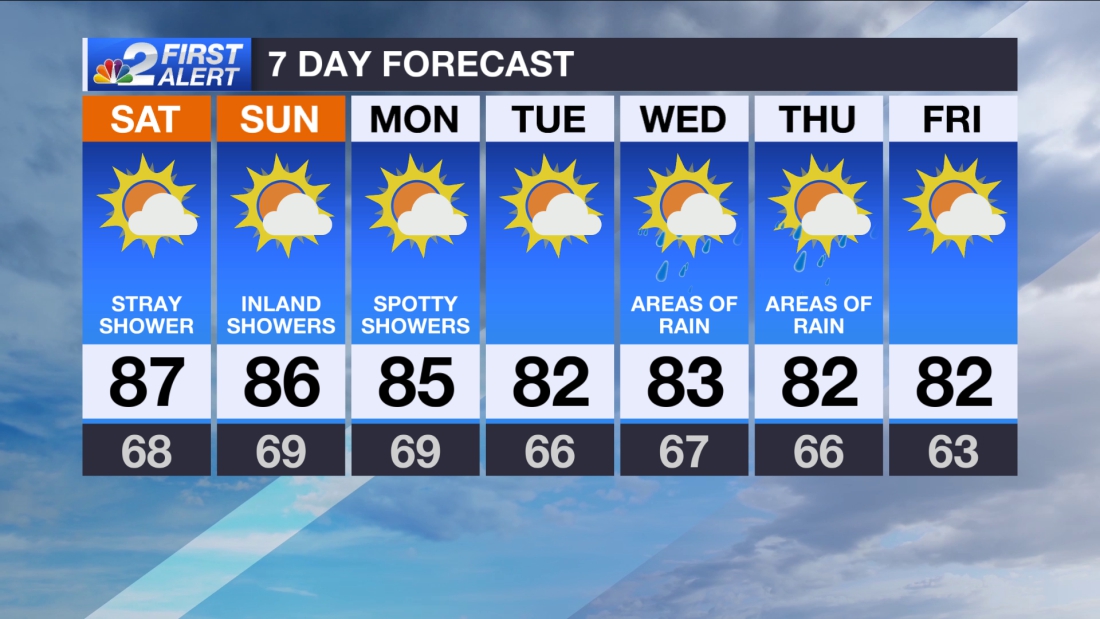 2 FIRST ALERT
7 DAY FORECAST
SAT SUN MON TUE WED THU FRI
STRAY SHOWER
INLAND SHOWERS
SPOTTY SHOWERS
AREAS OF RAIN
AREAS OF RAIN
87 86 85 82 83 82 82
68 69 69 66 67 66 63